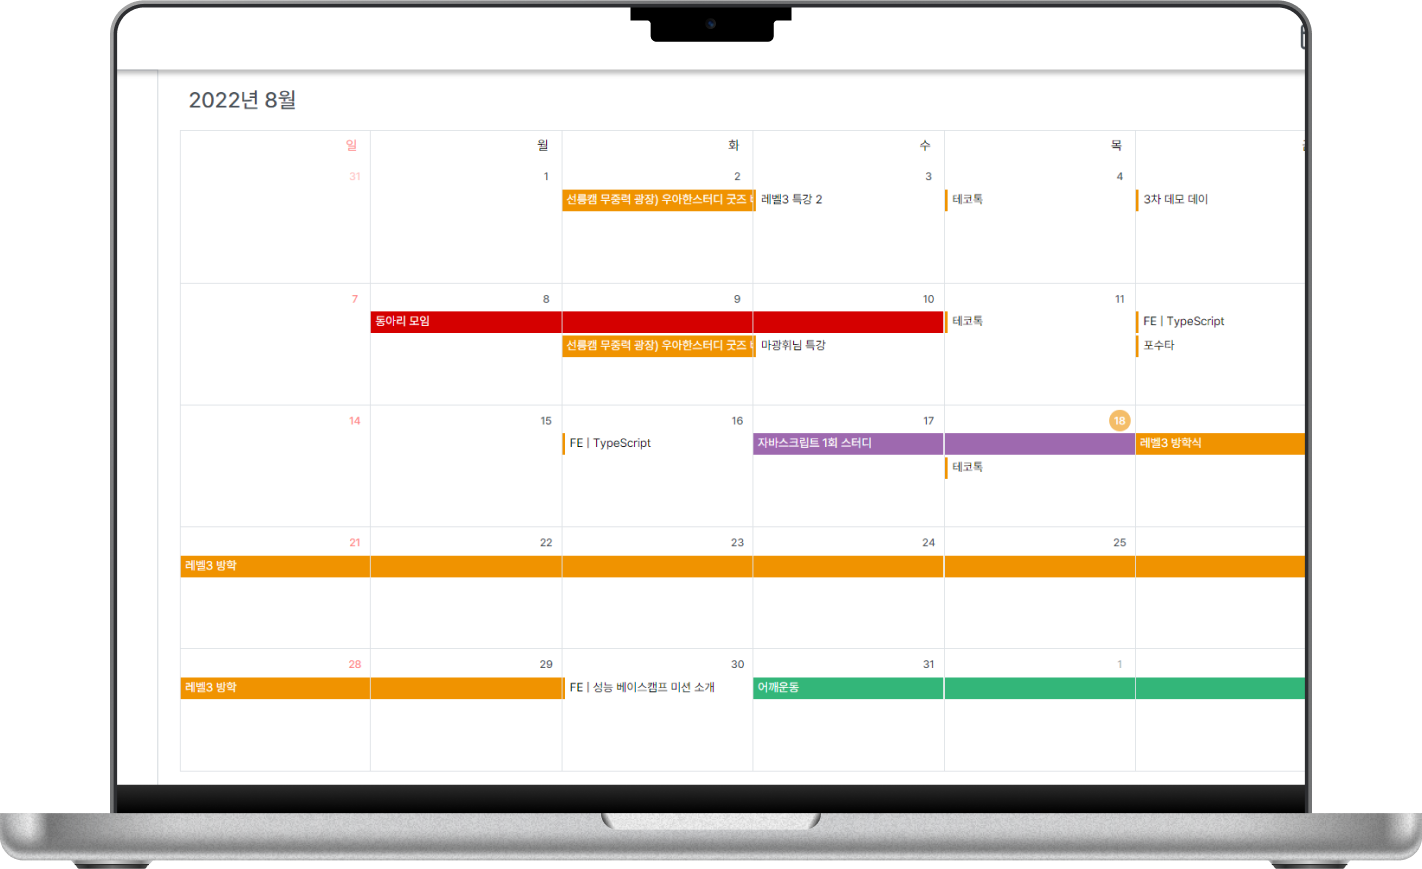 2022년 8월
일 월 화 수 목
31 1 2 3 4
선릉캠 무중력 광장) 우아한스터디 굿즈 레벨3 특강 2 테코톡 3차 데모 데이
7 8 9 10 11
동아리 모임 테코톡 FE | TypeScript
선릉캠 무중력 광장) 우아한스터디 굿즈 마광휘님 특강 포수타
14 15 16 17 18
FE | TypeScript 자바스크립트 1회 스터디 레벨3 방학식
테코톡
21 22 23 24 25
레벨3 방학
28 29 30 31 1
레벨3 방학 FE | 성능 베이스캠프 미션 소개 어깨운동